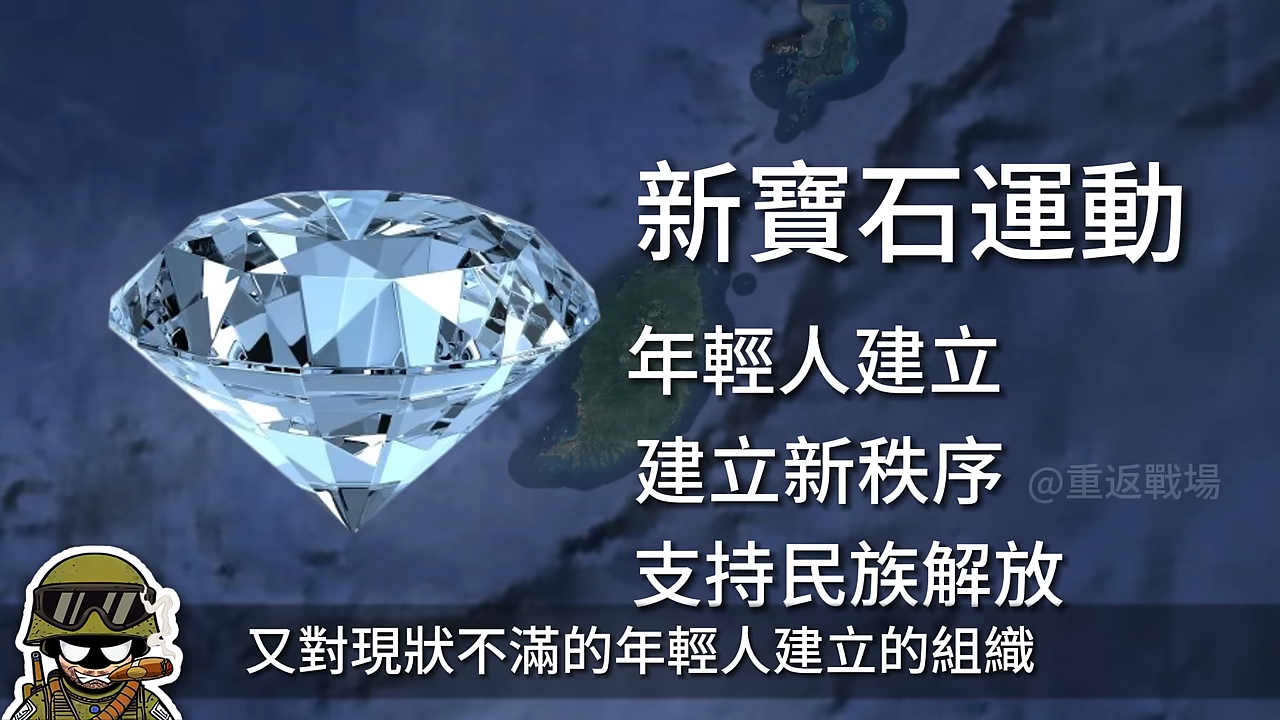 新寶石運動
年輕人建立
建立新秩序
@重返戰場
支持民族解放
又對現狀不滿的年輕人建立的組織